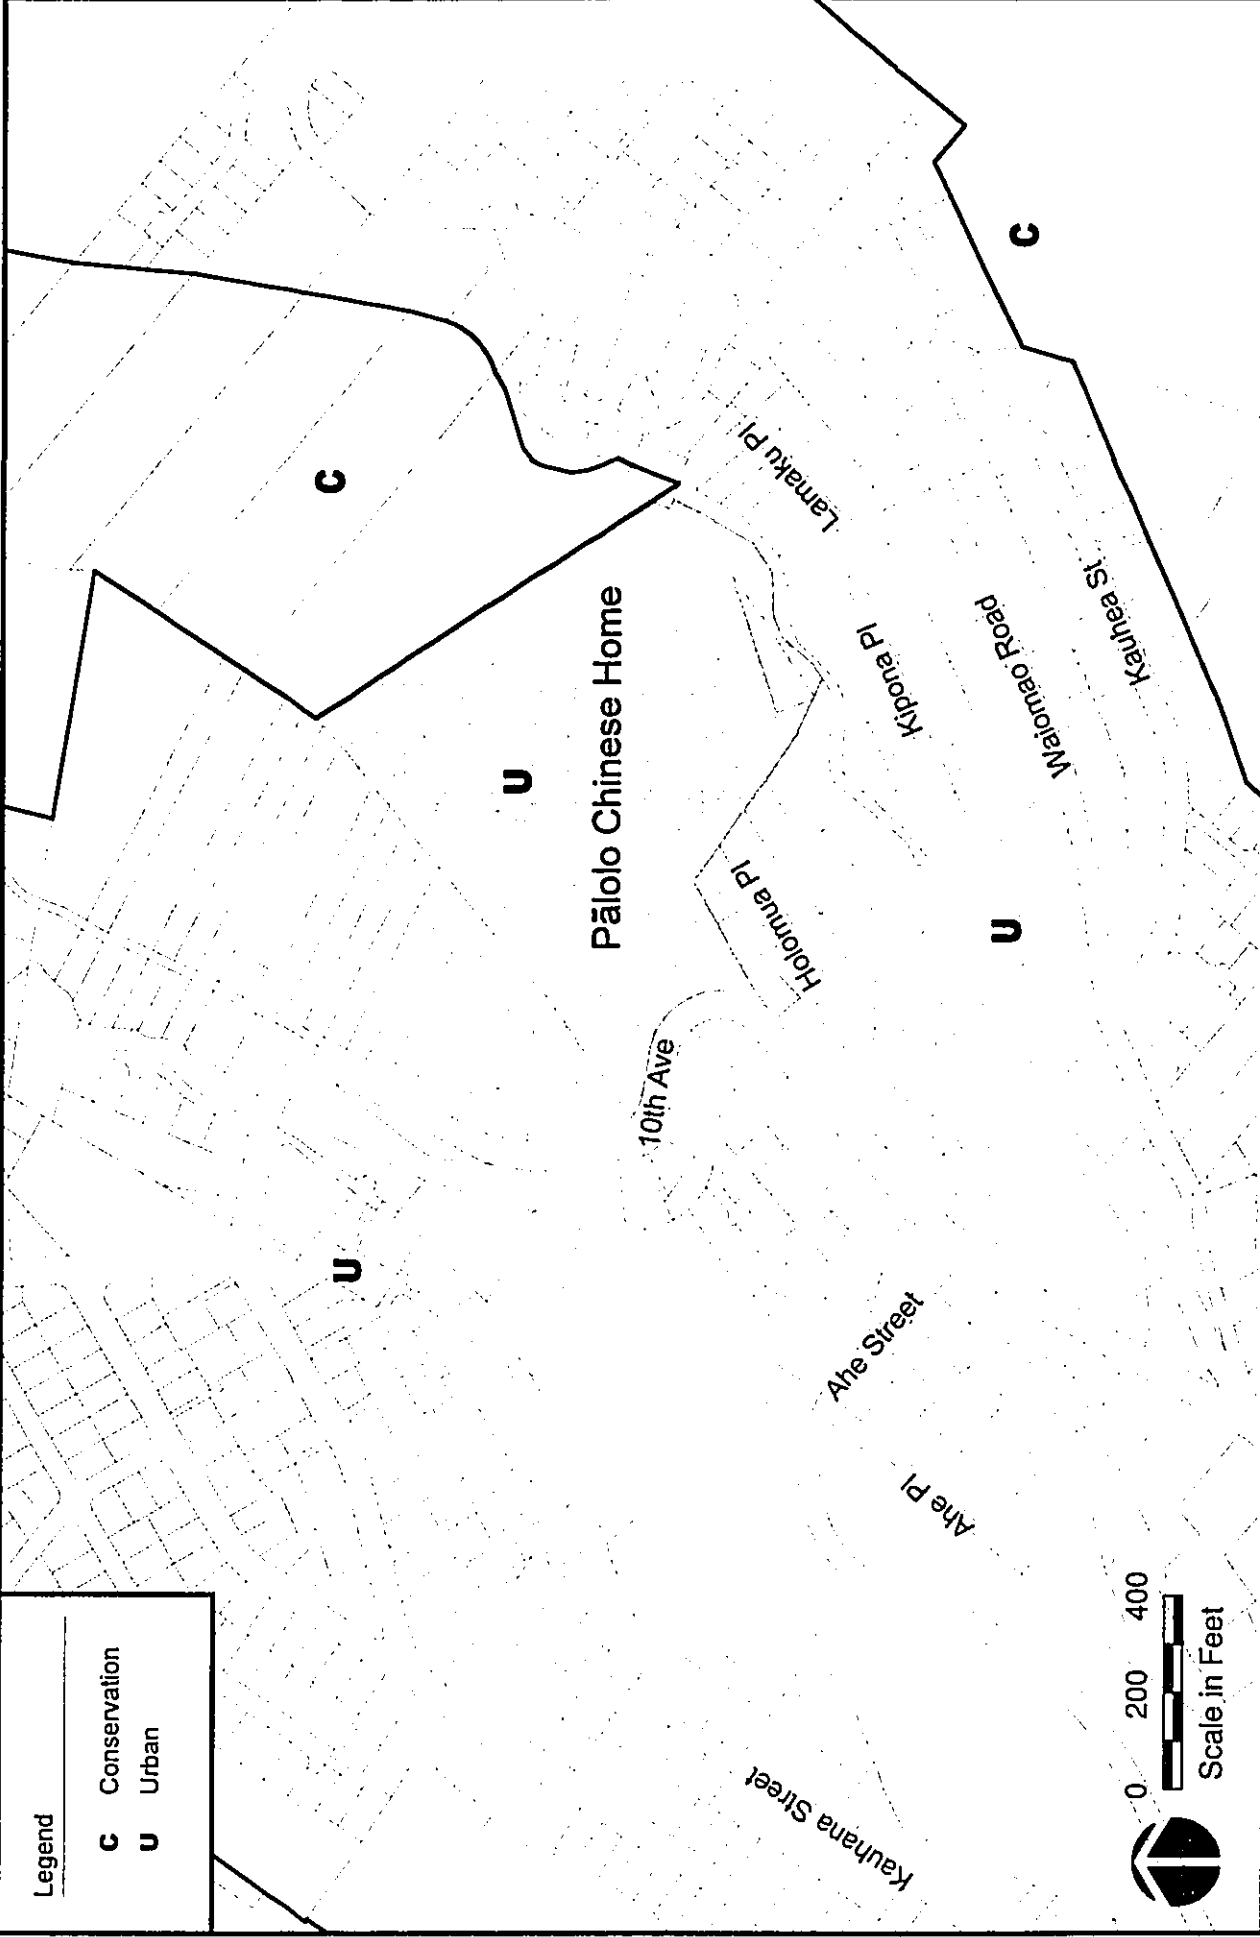 Legend
C Conservation
U Urban
C
C
U
U
U
Pālolo Chinese Home
Lamaku Pl
Kipona Pl
Waiomao Road
Kauhea St.
Holomua Pl
10th Ave
Ahe Street
Ahe Pl
Kauhana Street
0 200 400
Scale in Feet